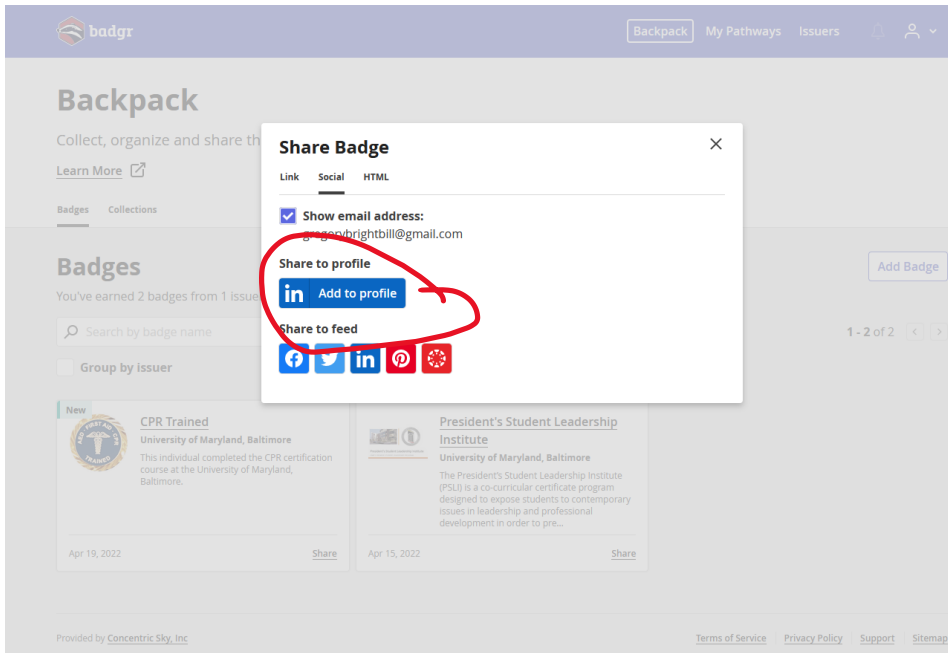 badgr
Backpack My Pathways Issuers
Backpack
Collect, organize and share th
Learn More
Badges Collections
Share Badge
Link Social HTML
Show email address:
gregorybrightbill@gmail.com
Share to profile
in Add to profile
Share to feed
in
Badges
Add Badge
You've earned 2 badges from 1 issue
Search by badge name
1 - 2 of 2
Group by issuer
New
CPR Trained
University of Maryland, Baltimore
This individual completed the CPR certification
course at the University of Maryland,
Baltimore.
Apr 19, 2022 Share
President's Student Leadership
Institute
University of Maryland, Baltimore
The President's Student Leadership Institute
(PSLI) is a co-curricular certificate program
designed to expose students to contemporary
issues in leadership and professional
development in order to pre...
Apr 15, 2022 Share
Provided by Concentric Sky, Inc
Terms of Service Privacy Policy Support Sitemap